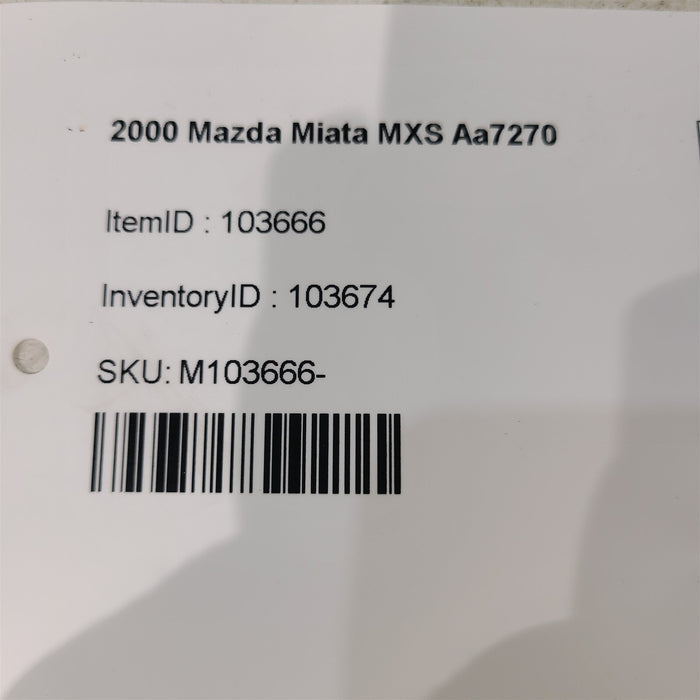 2000 Mazda Miata MXS Aa7270
ItemID : 103666
InventoryID : 103674
SKU: M103666-